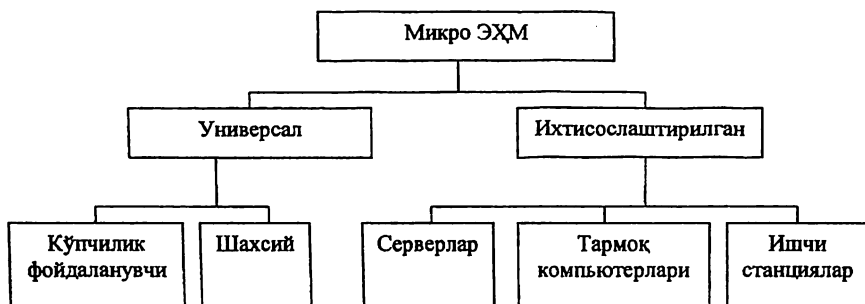 Микро ЭҲМ
Универсал
Ихтисослаштирилган
Кўпчилик
фойдаланувчи
Шахсий
Серверлар
Тармоқ
компьютерлари
Ишчи
станциялар